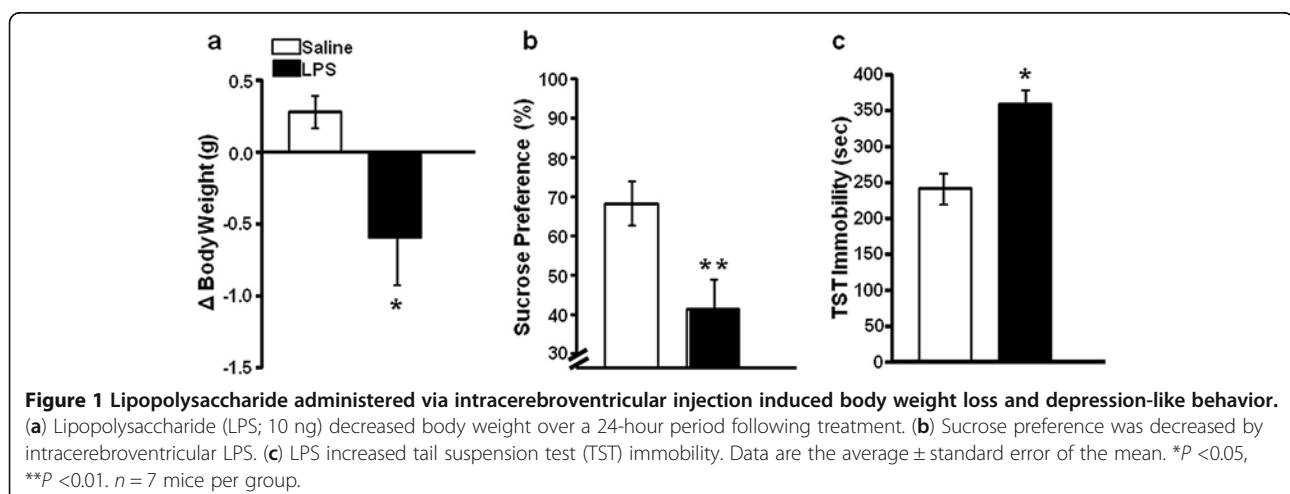 a
Saline
LPS
Δ Body Weight (g)
0.5
0.0
-0.5
-1.0
-1.5
*
b
Sucrose Preference (%)
100
90
80
70
60
50
40
30
**
c
TST Immobility (sec)
400
350
300
250
200
150
100
50
0
*
Figure 1 Lipopolysaccharide administered via intracerebroventricular injection induced body weight loss and depression-like behavior.
(a) Lipopolysaccharide (LPS; 10 ng) decreased body weight over a 24-hour period following treatment. (b) Sucrose preference was decreased by
intracerebroventricular LPS. (c) LPS increased tail suspension test (TST) immobility. Data are the average ± standard error of the mean. *P <0.05,
**P <0.01. n = 7 mice per group.